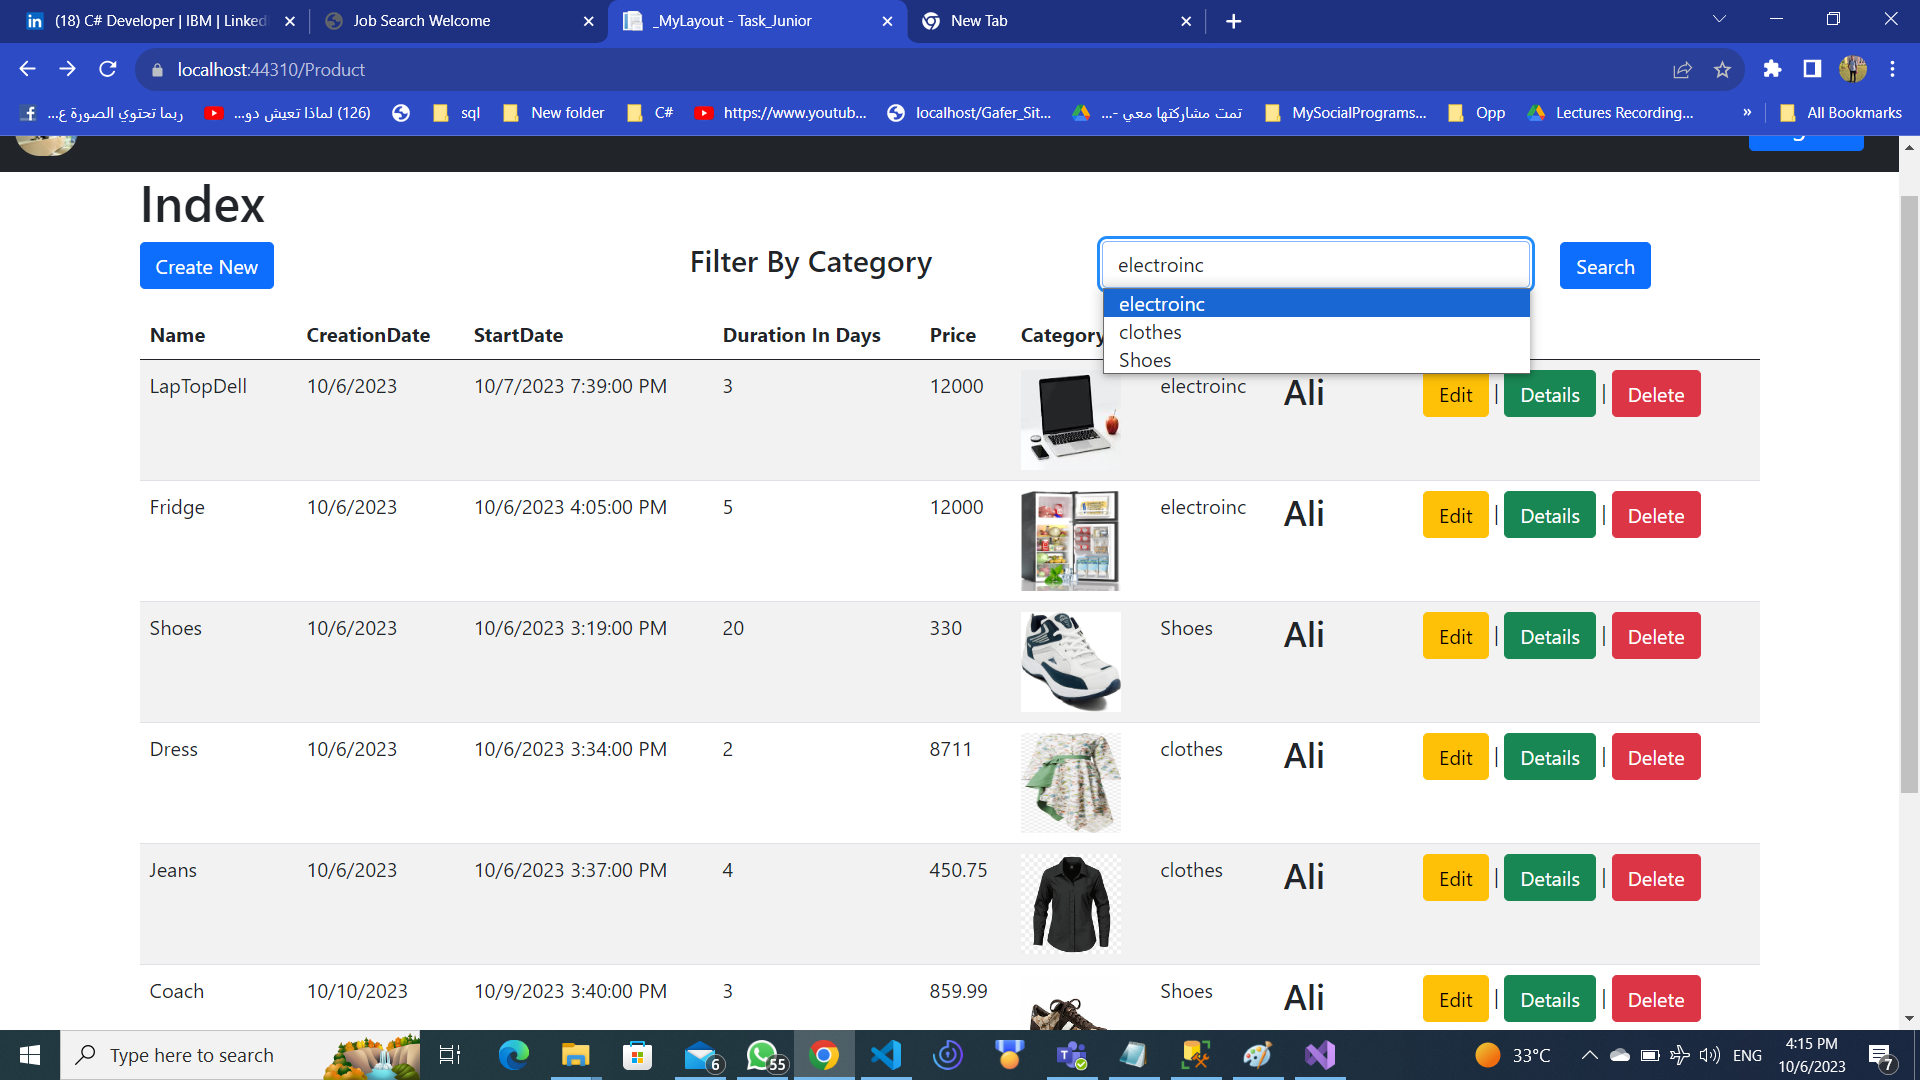 (18) C# Developer | IBM | Linked
Job Search Welcome
_MyLayout - Task_Junior
New Tab
localhost:44310/Product
ربما تحتوي الصورة ع...
(126) لماذا تعيش دو...
sql
New folder
C#
https://www.youtub...
localhost/Gafer_Sit...
تمت مشاركتها معي -...
MySocialPrograms...
Opp
Lectures Recording...
»
All Bookmarks
Index
Create New
Filter By Category
electroinc
Search
electroinc
clothes
Shoes
Name CreationDate StartDate Duration In Days Price Category
LapTopDell 10/6/2023 10/7/2023 7:39:00 PM 3 12000 electroinc Ali Edit | Details | Delete
Fridge 10/6/2023 10/6/2023 4:05:00 PM 5 12000 electroinc Ali Edit | Details | Delete
Shoes 10/6/2023 10/6/2023 3:19:00 PM 20 330 Shoes Ali Edit | Details | Delete
Dress 10/6/2023 10/6/2023 3:34:00 PM 2 8711 clothes Ali Edit | Details | Delete
Jeans 10/6/2023 10/6/2023 3:37:00 PM 4 450.75 clothes Ali Edit | Details | Delete
Coach 10/10/2023 10/9/2023 3:40:00 PM 3 859.99 Shoes Ali Edit | Details | Delete
Type here to search
6
55
33°C
ENG
4:15 PM
10/6/2023
7